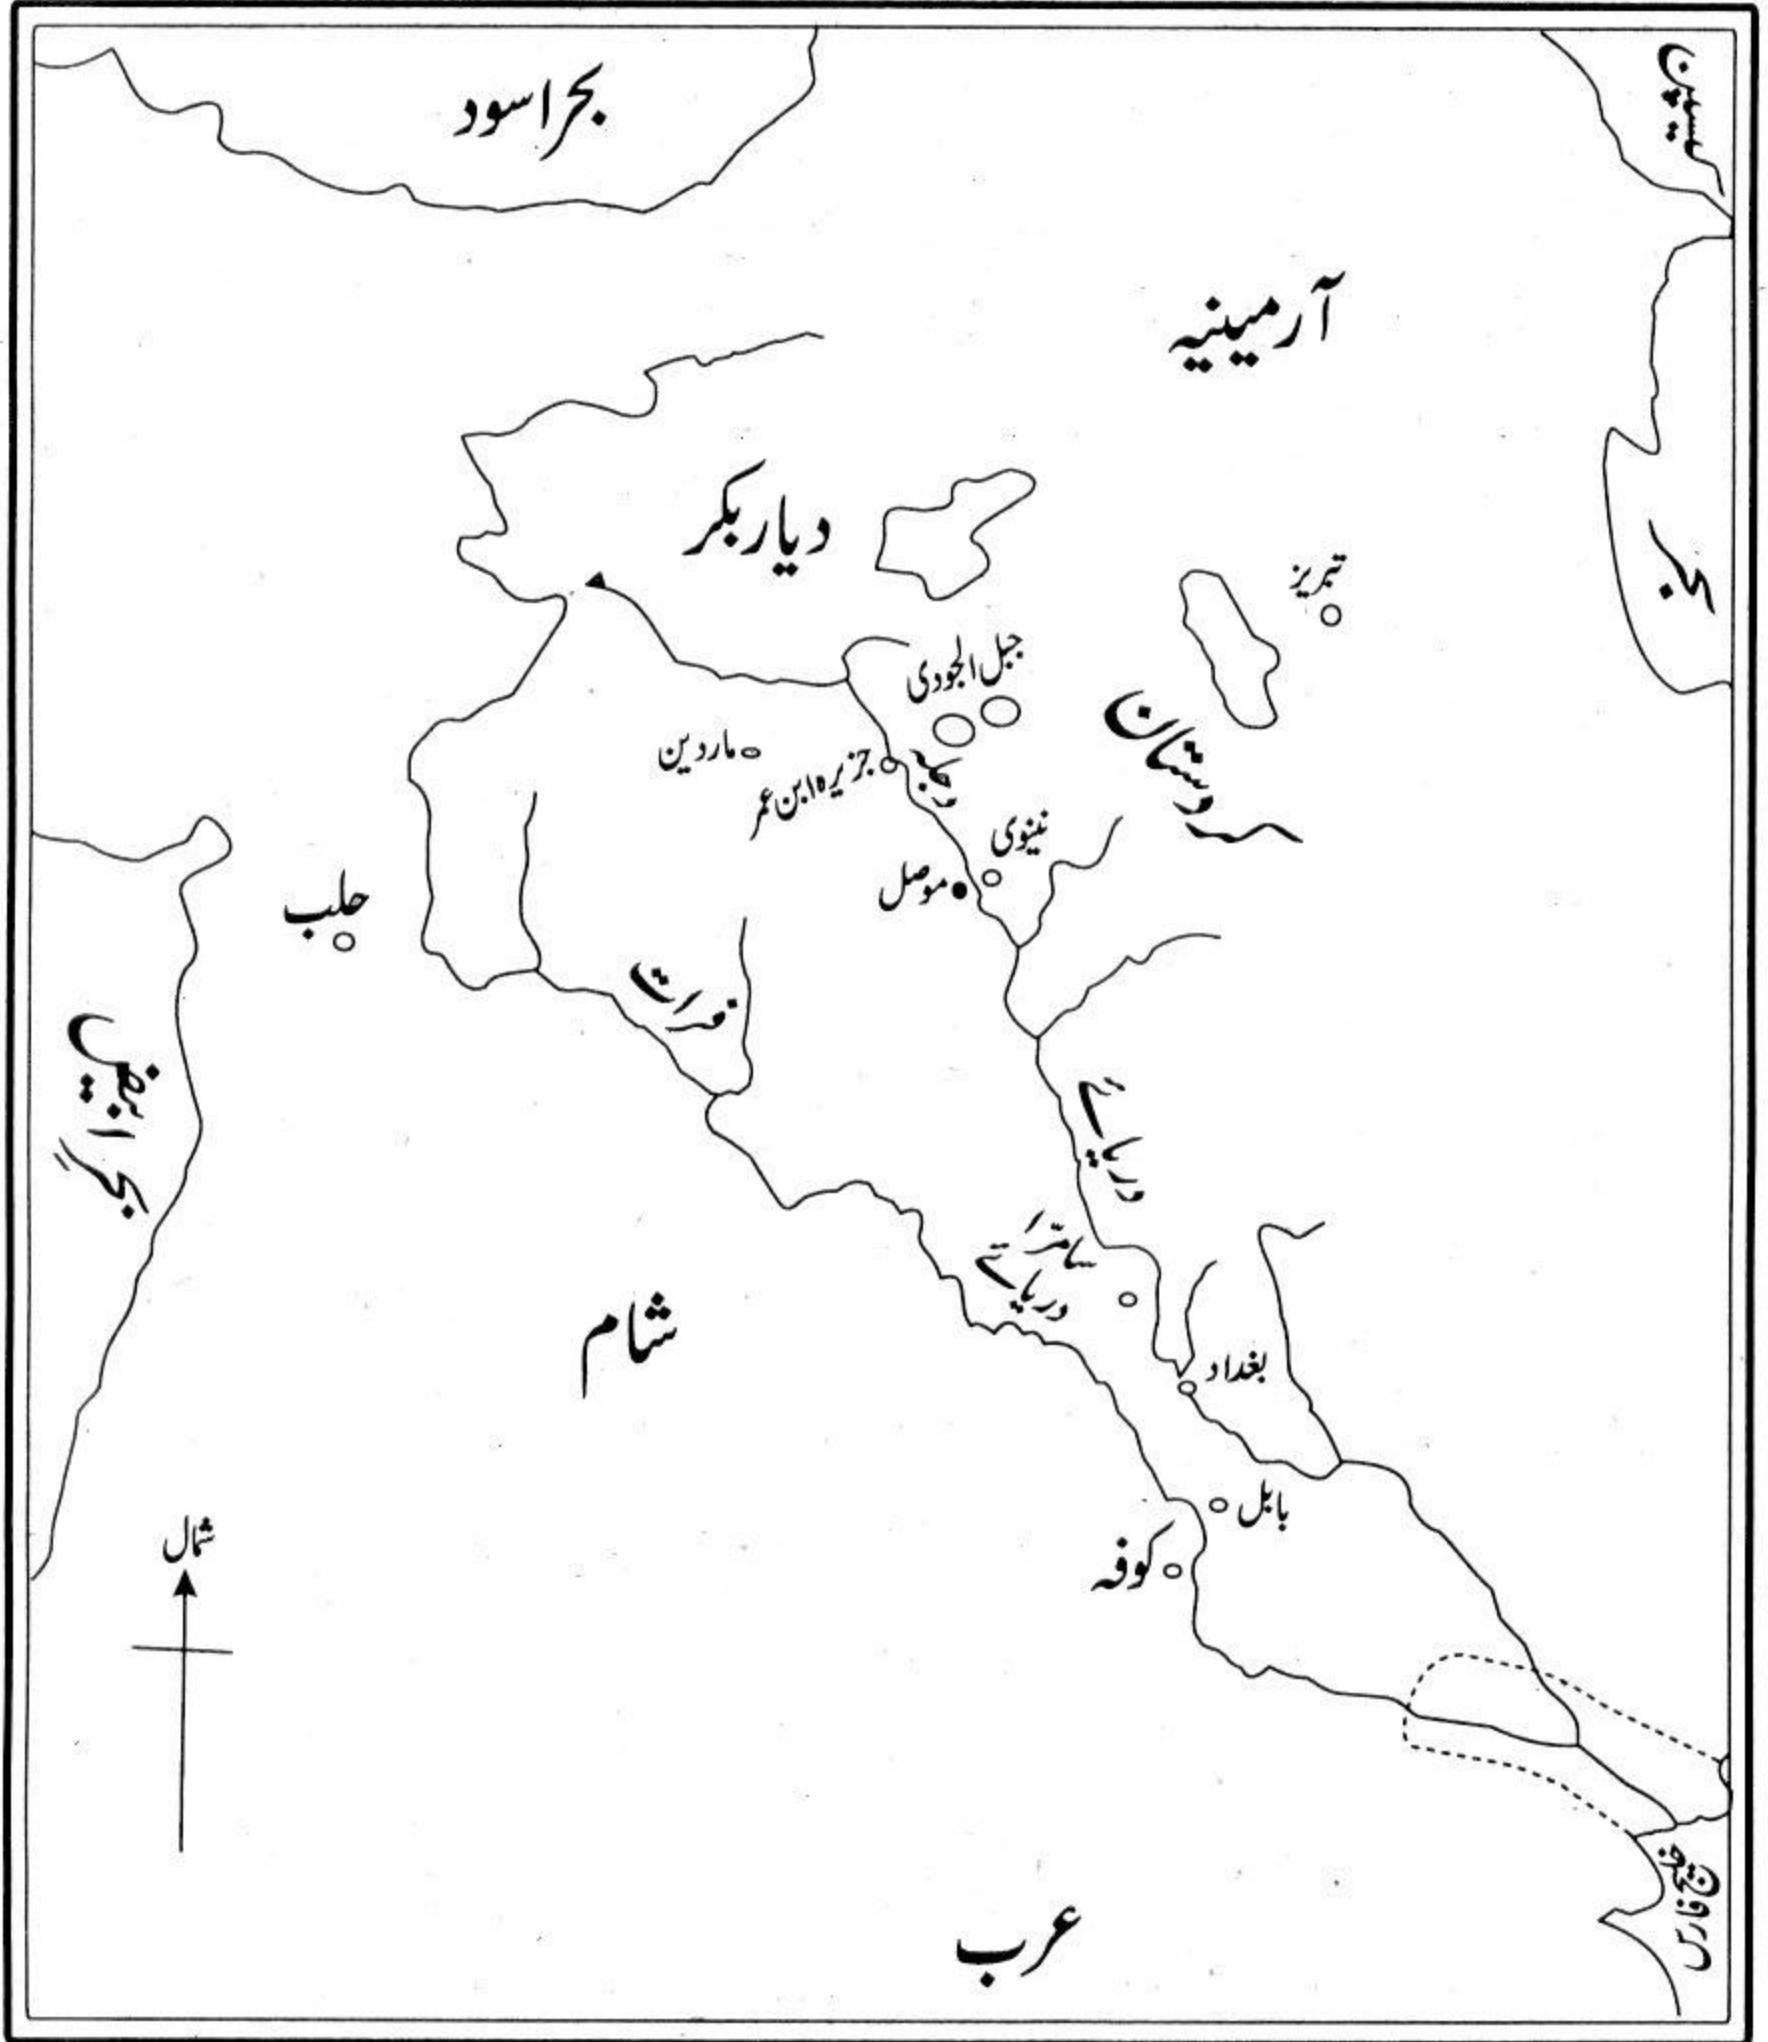 بحر اسود
کیسپین
بحر
آرمینیہ
دیار بکر
تبریز
جبل الجودی
کردستان
ماردین
جزیرہ ابن عمر
دجلہ
نینوی
موصل
حلب
فرات
بحر ابیض
دریائے
سامرّا
دریائے
شام
بغداد
بابل
کوفہ
شمال
عرب
خلیج فارس